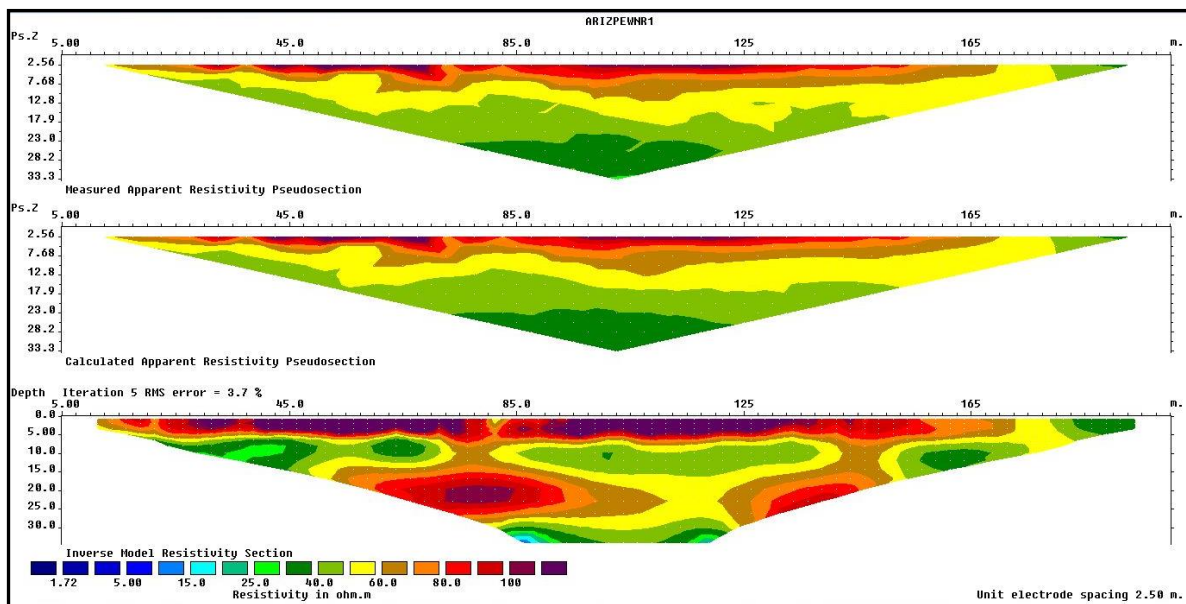 ARIZPEWNR1
Ps.Z 5.00 45.0 85.0 125 165 m.
2.56
7.68
12.8
17.9
23.0
28.2
33.3
Measured Apparent Resistivity Pseudosection
Ps.Z 5.00 45.0 85.0 125 165 m.
2.56
7.68
12.8
17.9
23.0
28.2
33.3
Calculated Apparent Resistivity Pseudosection
Depth Iteration 5 RMS error = 3.7 %
5.00 45.0 85.0 125 165 m.
0.0
5.00
10.0
15.0
20.0
25.0
30.0
Inverse Model Resistivity Section
1.72 5.00 15.0 25.0 40.0 60.0 80.0 100
Resistivity in ohm.m Unit electrode spacing 2.50 m.